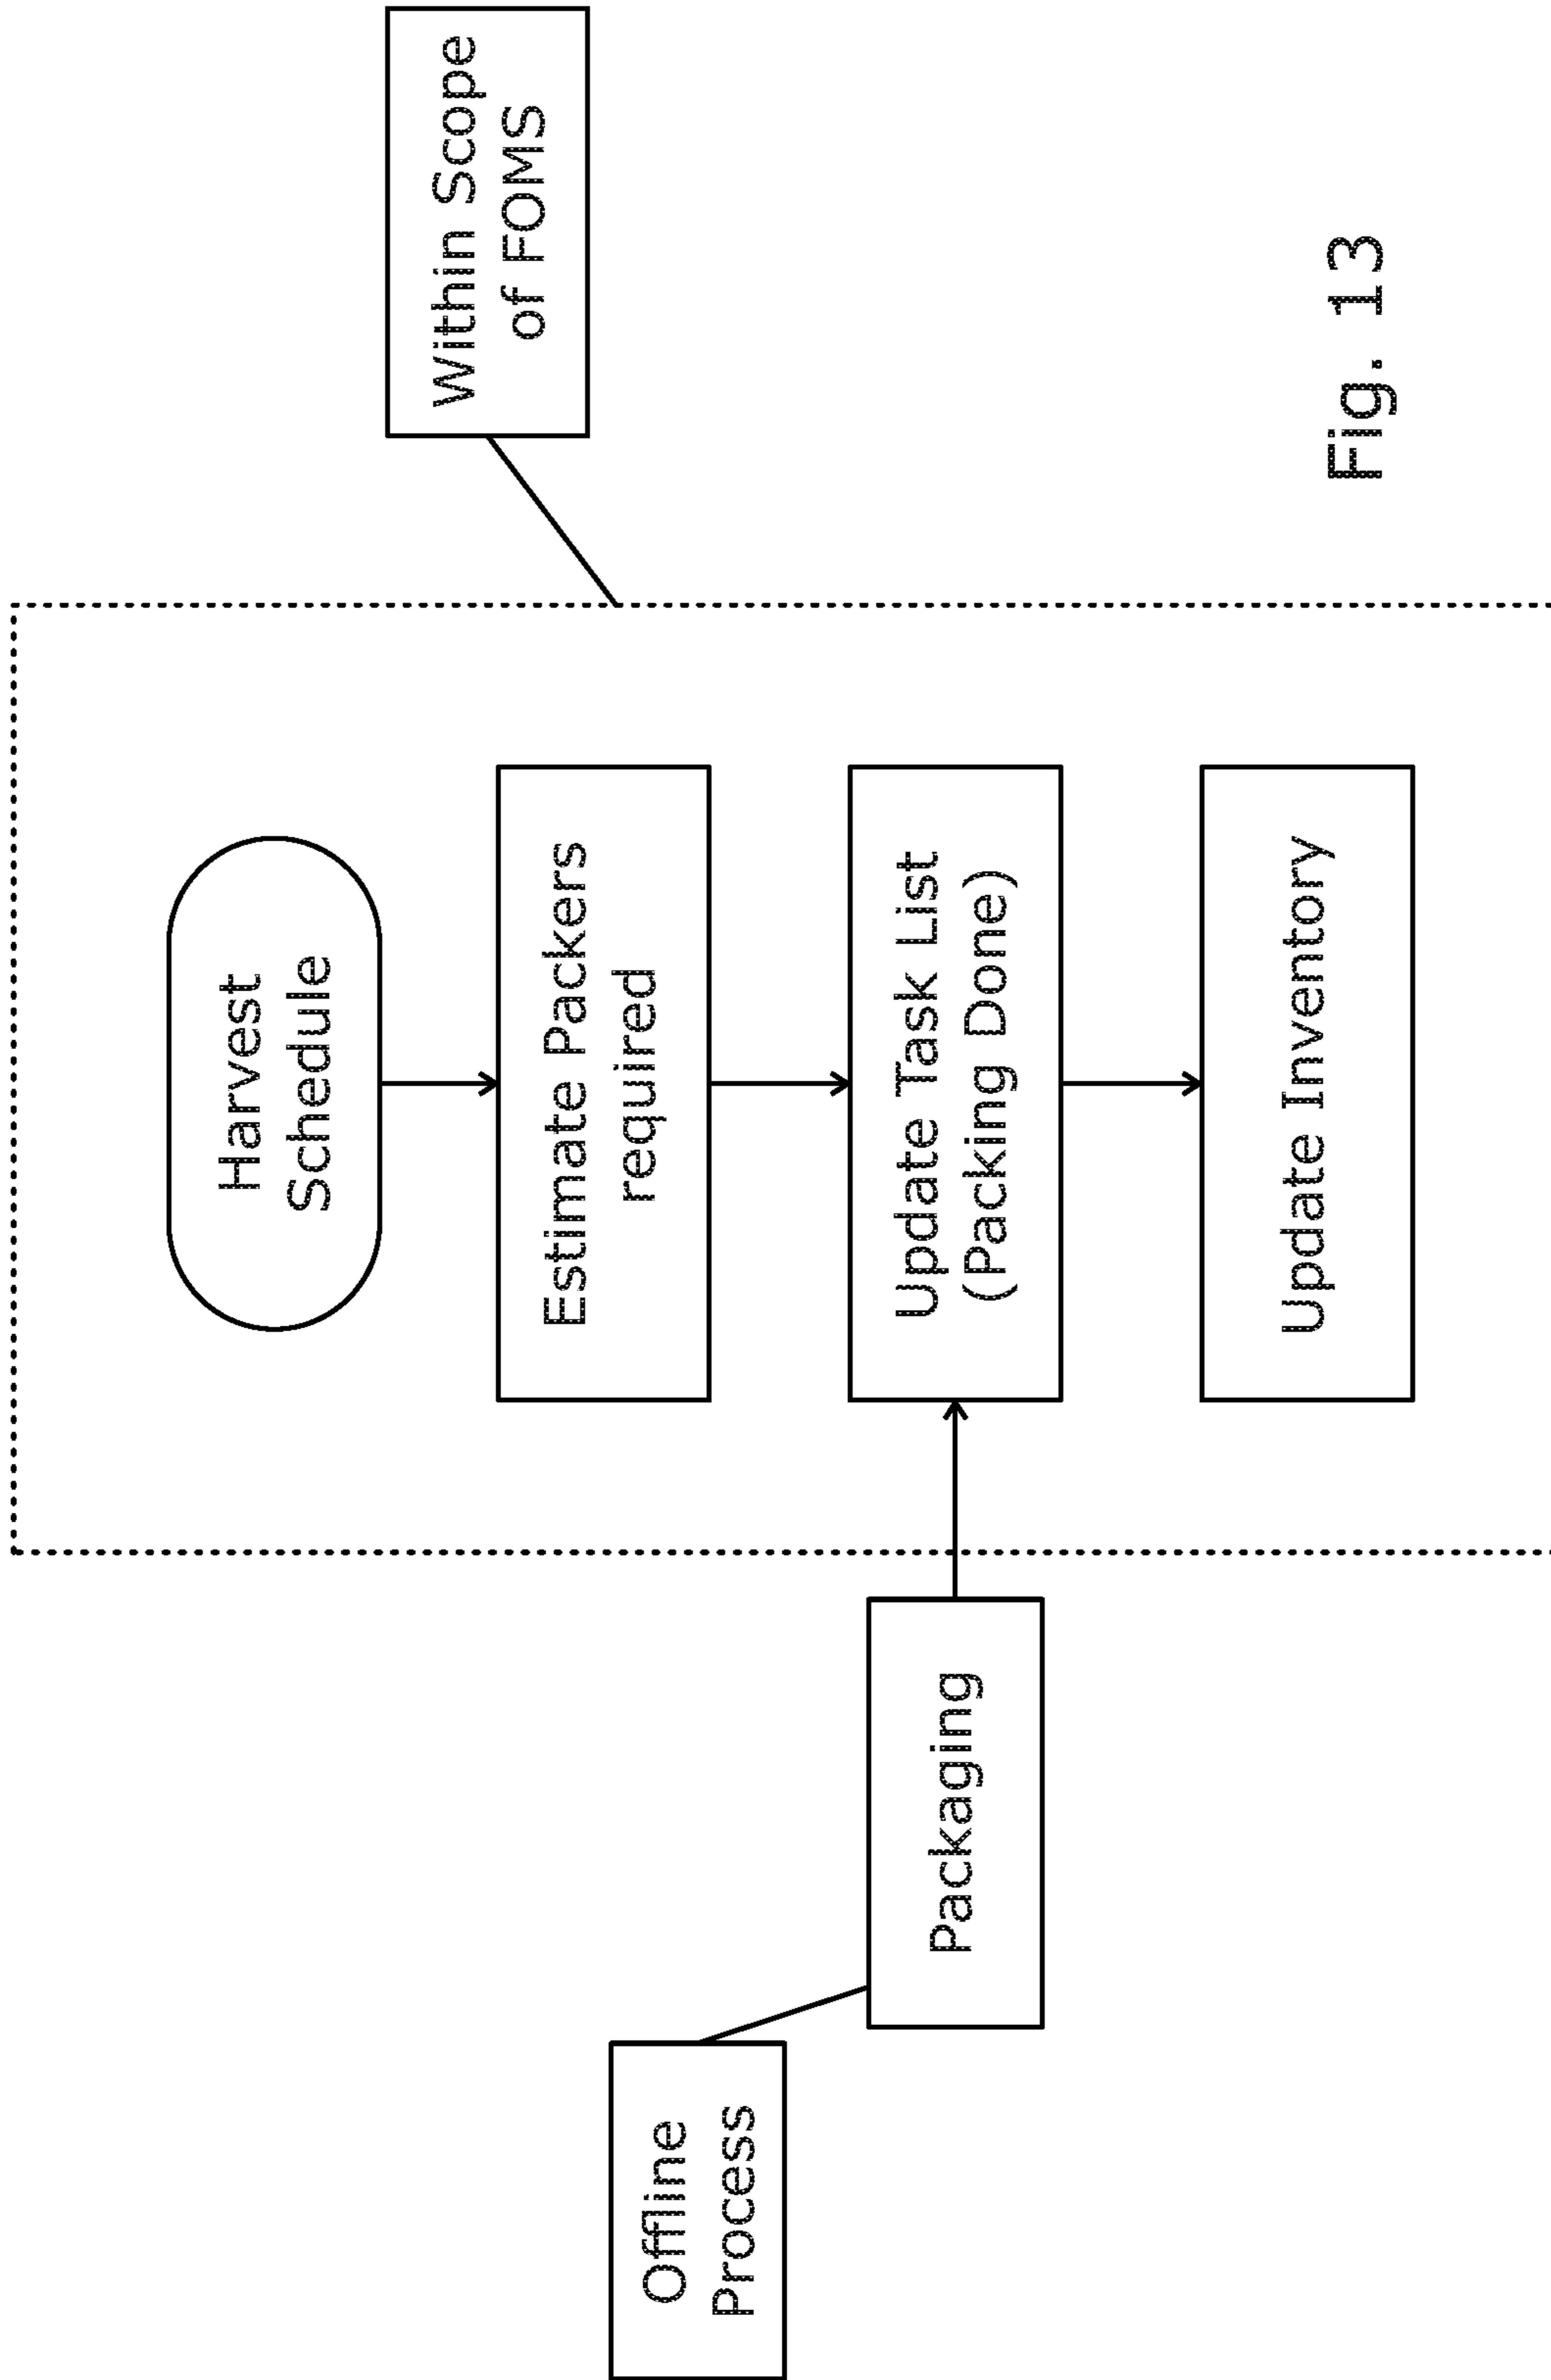 Harvest
Schedule
Within Scope
of FOMS
Estimate Packers
required
Offline
Process
Update Task List
(Packing Done)
Packaging
Update Inventory
Fig. 13